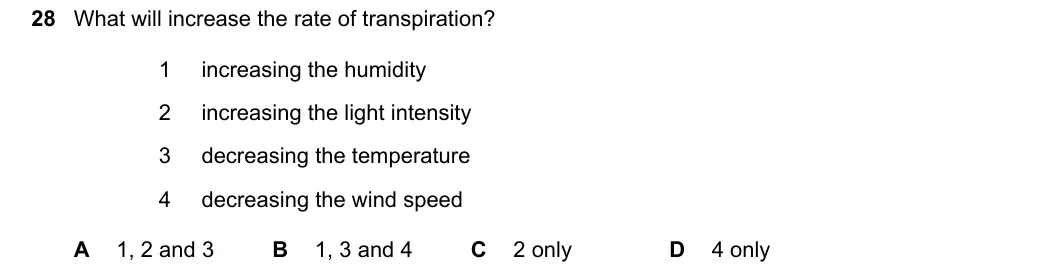 28 What will increase the rate of transpiration?
1 increasing the humidity
2 increasing the light intensity
3 decreasing the temperature
4 decreasing the wind speed
A 1, 2 and 3 B 1, 3 and 4 C 2 only D 4 only